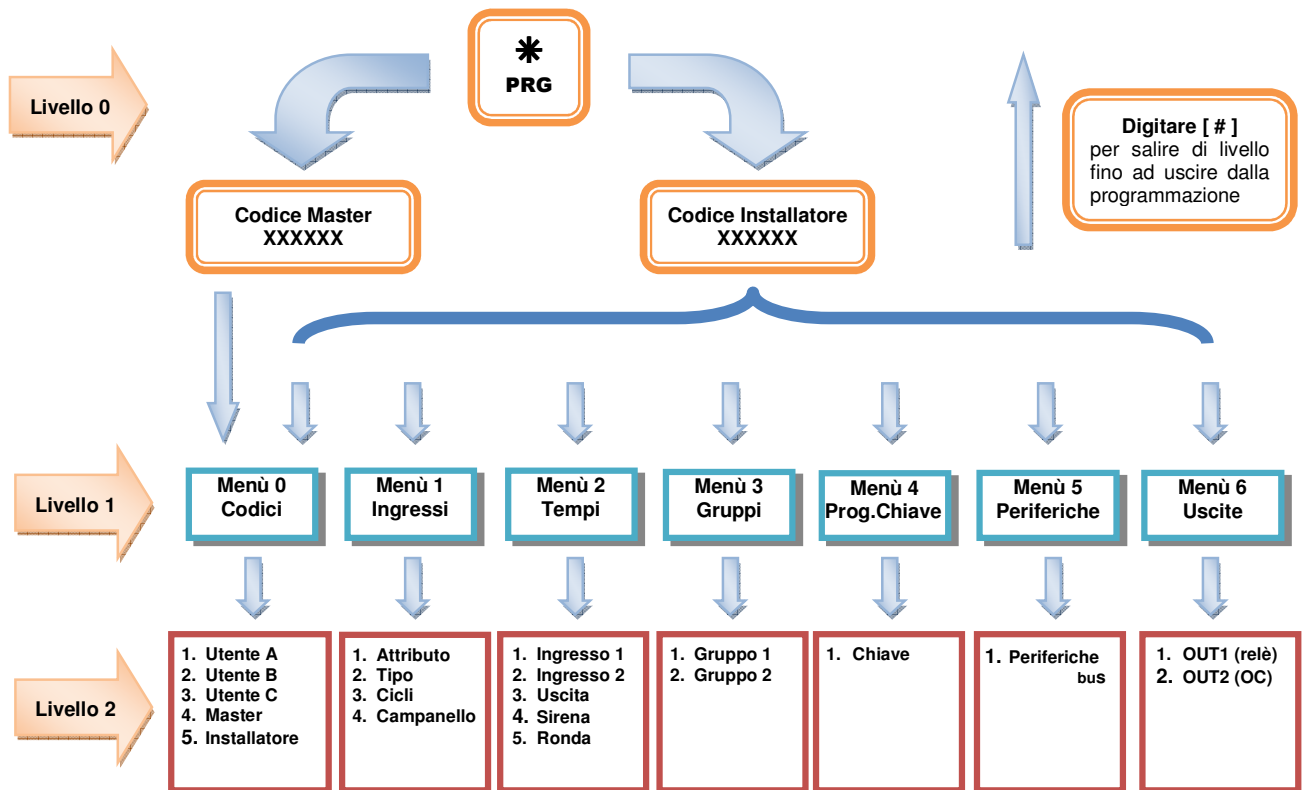 ✱
PRG
Livello 0
Digitare [ # ]
per salire di livello
fino ad uscire dalla
programmazione
Codice Master
XXXXXX
Codice Installatore
XXXXXX
Livello 1
Menù 0
Codici
Menù 1
Ingressi
Menù 2
Tempi
Menù 3
Gruppi
Menù 4
Prog.Chiave
Menù 5
Periferiche
Menù 6
Uscite
Livello 2
1. Utente A
2. Utente B
3. Utente C
4. Master
5. Installatore
1. Attributo
2. Tipo
3. Cicli
4. Campanello
1. Ingresso 1
2. Ingresso 2
3. Uscita
4. Sirena
5. Ronda
1. Gruppo 1
2. Gruppo 2
1. Chiave
1. Periferiche
bus
1. OUT1 (relè)
2. OUT2 (OC)